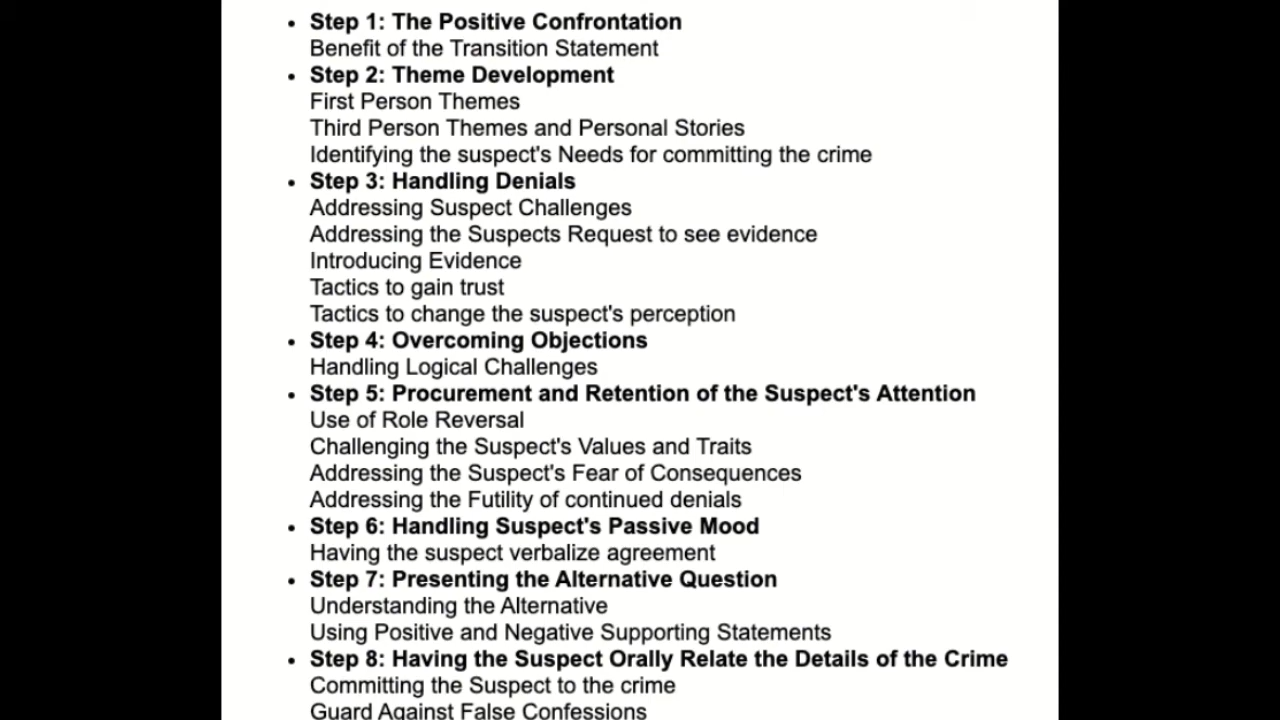 Step 1: The Positive Confrontation
Benefit of the Transition Statement
Step 2: Theme Development
First Person Themes
Third Person Themes and Personal Stories
Identifying the suspect's Needs for committing the crime
Step 3: Handling Denials
Addressing Suspect Challenges
Addressing the Suspects Request to see evidence
Introducing Evidence
Tactics to gain trust
Tactics to change the suspect's perception
Step 4: Overcoming Objections
Handling Logical Challenges
Step 5: Procurement and Retention of the Suspect's Attention
Use of Role Reversal
Challenging the Suspect's Values and Traits
Addressing the Suspect's Fear of Consequences
Addressing the Futility of continued denials
Step 6: Handling Suspect's Passive Mood
Having the suspect verbalize agreement
Step 7: Presenting the Alternative Question
Understanding the Alternative
Using Positive and Negative Supporting Statements
Step 8: Having the Suspect Orally Relate the Details of the Crime
Committing the Suspect to the crime
Guard Against False Confessions